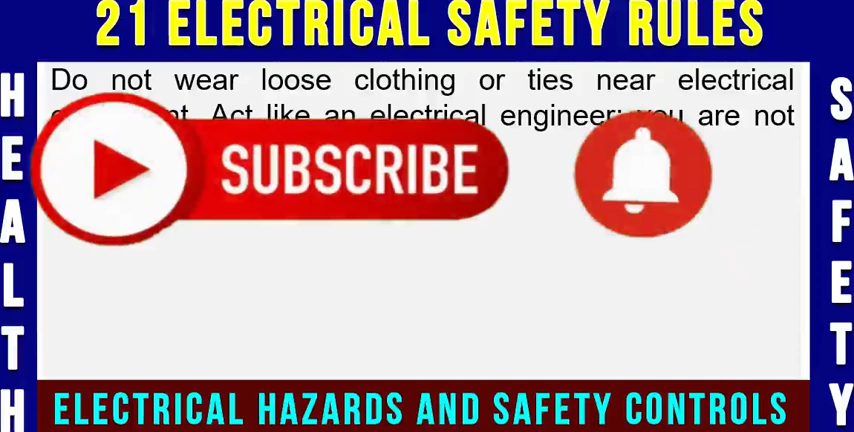 21 ELECTRICAL SAFETY RULES
HEALTH
Do not wear loose clothing or ties near electrical
Act like an electrical engineer; you are not
SUBSCRIBE
SAFETY
ELECTRICAL HAZARDS AND SAFETY CONTROLS